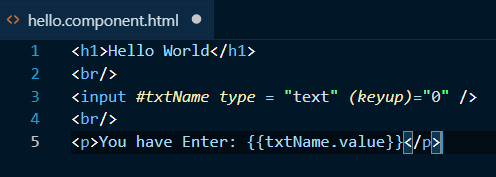 <> hello.component.html
1 <h1>Hello World</h1>
2 <br/>
3 <input #txtName type = "text" (keyup)="0" />
4 <br/>
5 <p>You have Enter: {{txtName.value}}</p>